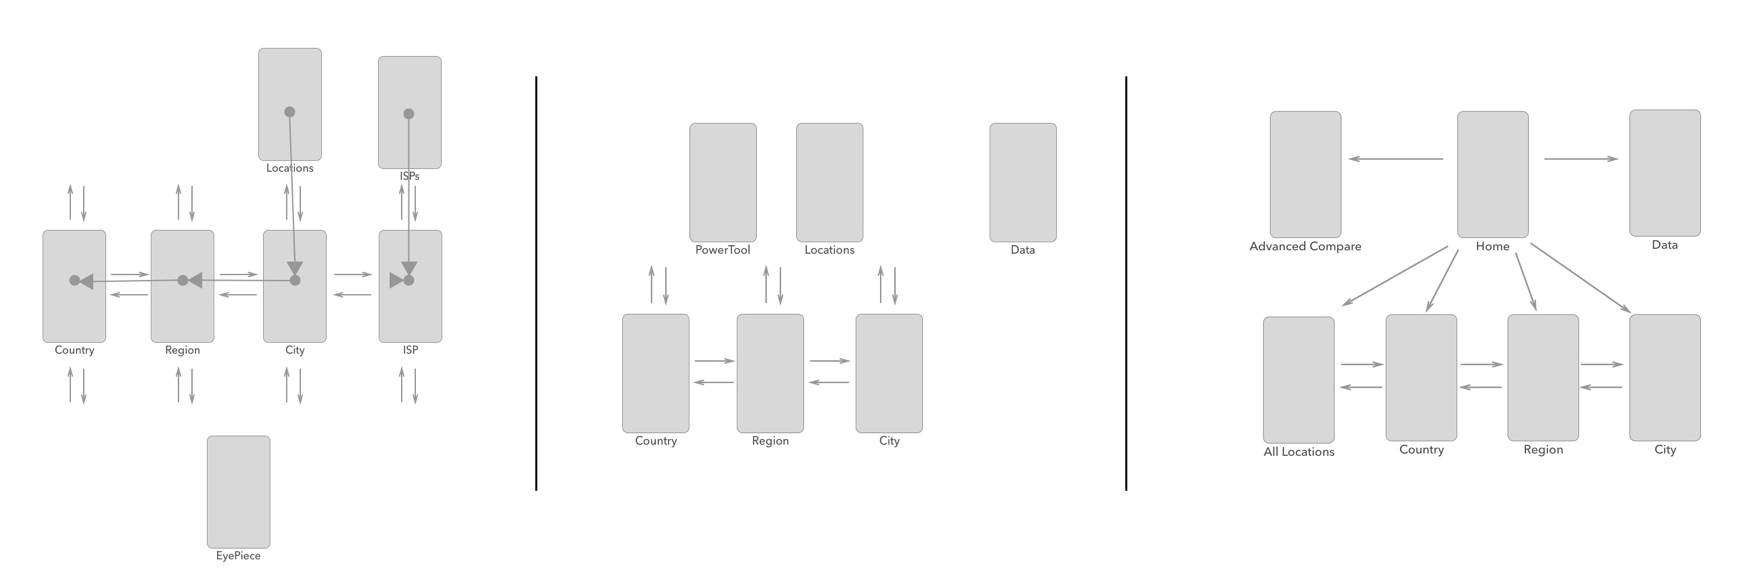 Locations
ISPs
Country
Region
City
ISP
EyePiece
PowerTool
Locations
Data
Country
Region
City
Advanced Compare
Home
Data
All Locations
Country
Region
City